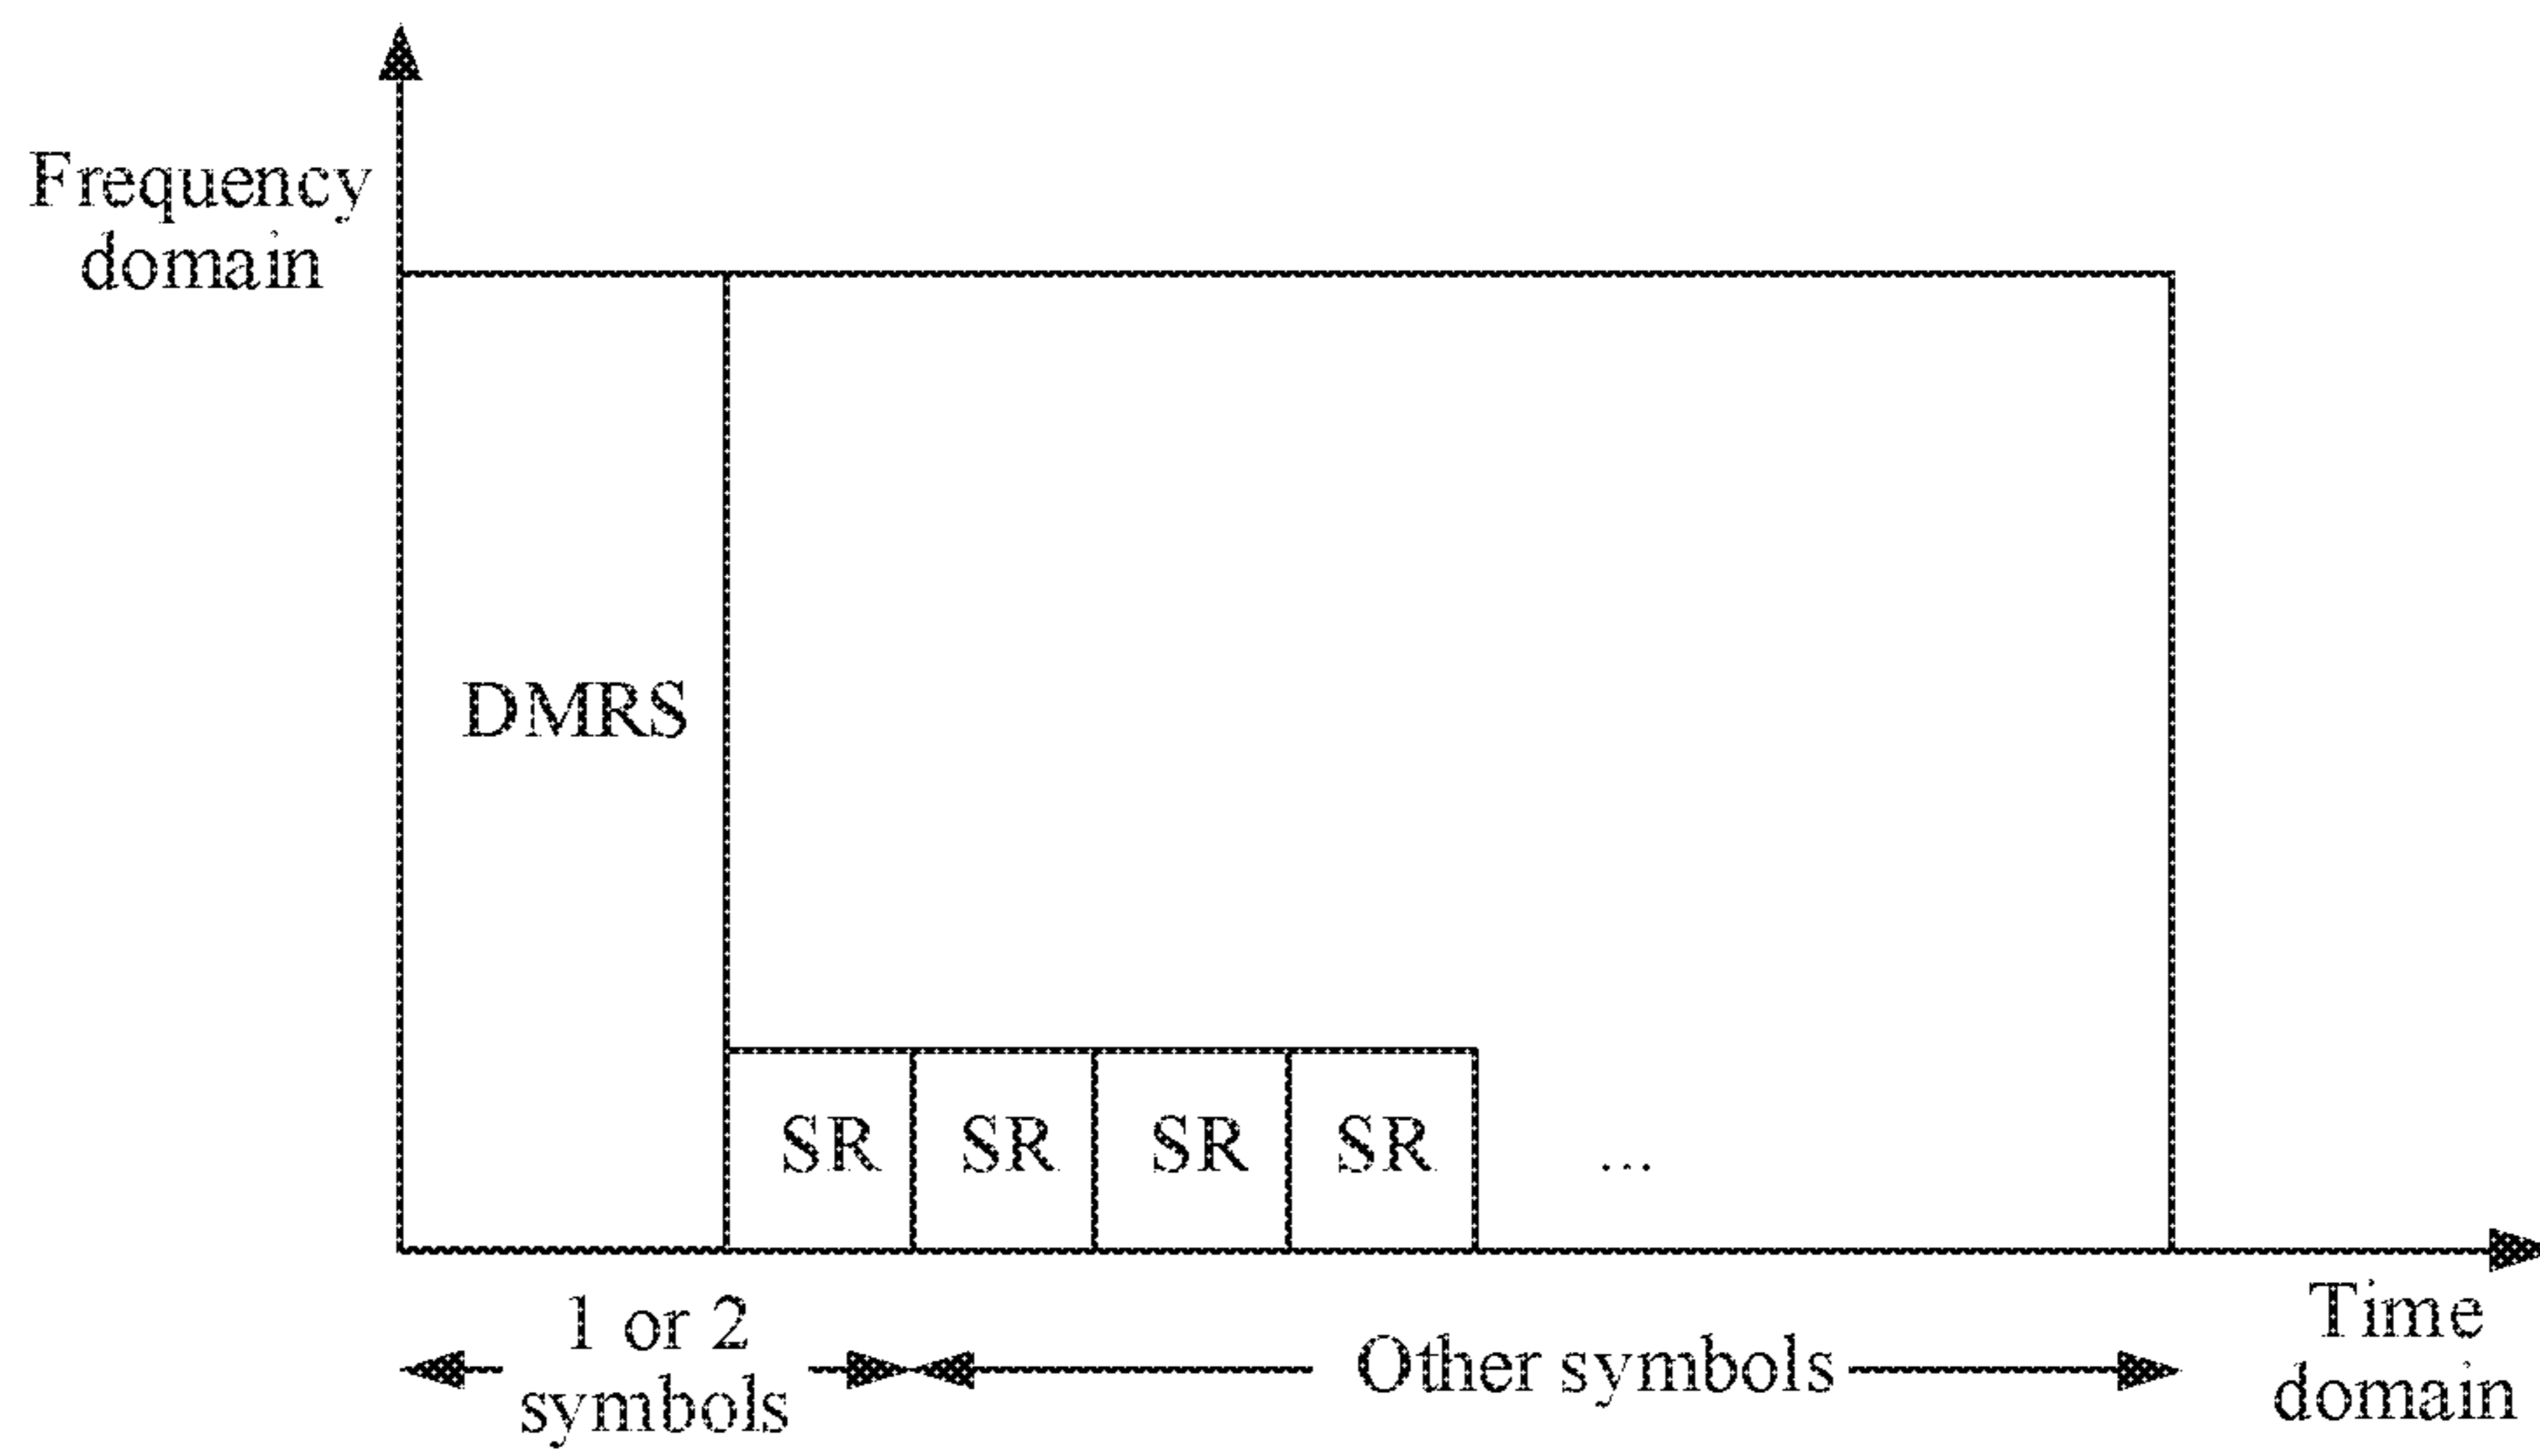 Frequency
domain
DMRS
SR SR SR SR ...
1 or 2
symbols
Other symbols
Time
domain